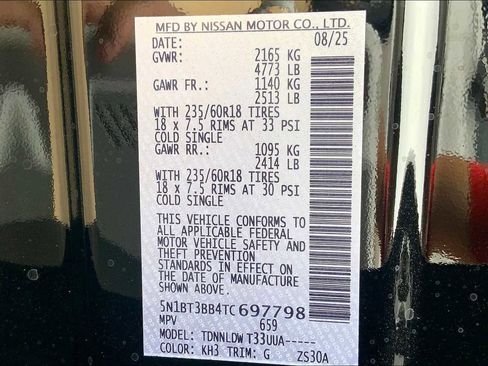 MFD BY NISSAN MOTOR CO., LTD.
DATE: 08/25
GVWR: 2165 KG
4773 LB
GAWR FR.: 1140 KG
2513 LB
WITH 235/60R18 TIRES
18 x 7.5 RIMS AT 33 PSI
COLD SINGLE
GAWR RR.: 1095 KG
2414 LB
WITH 235/60R18 TIRES
18 x 7.5 RIMS AT 30 PSI
COLD SINGLE
THIS VEHICLE CONFORMS TO
ALL APPLICABLE FEDERAL
MOTOR VEHICLE SAFETY AND
THEFT PREVENTION
STANDARDS IN EFFECT ON
THE DATE OF MANUFACTURE
SHOWN ABOVE.
5N1BT3BB4TC697798
MPV 659
TDNNLDW T33UUA-----
COLOR: KH3 TRIM: G ZS30A